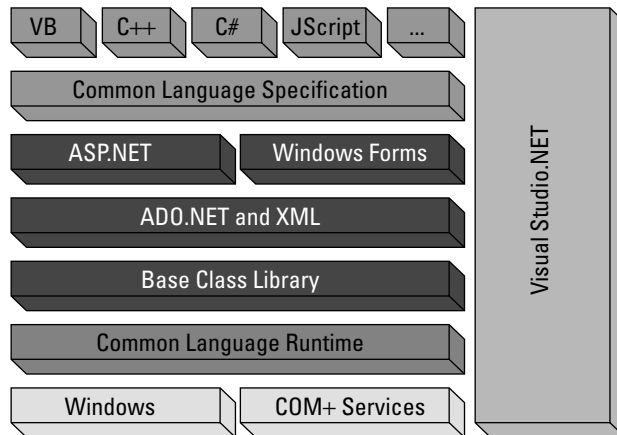 VB
C++
C#
JScript
...
Common Language Specification
ASP.NET
Windows Forms
ADO.NET and XML
Base Class Library
Common Language Runtime
Windows
COM+ Services
Visual Studio.NET